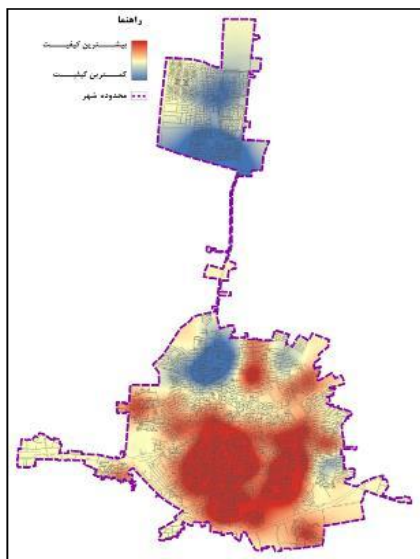 راهنما
بیشترین کیفیت
کمترین کیفیت
محدوده شهر